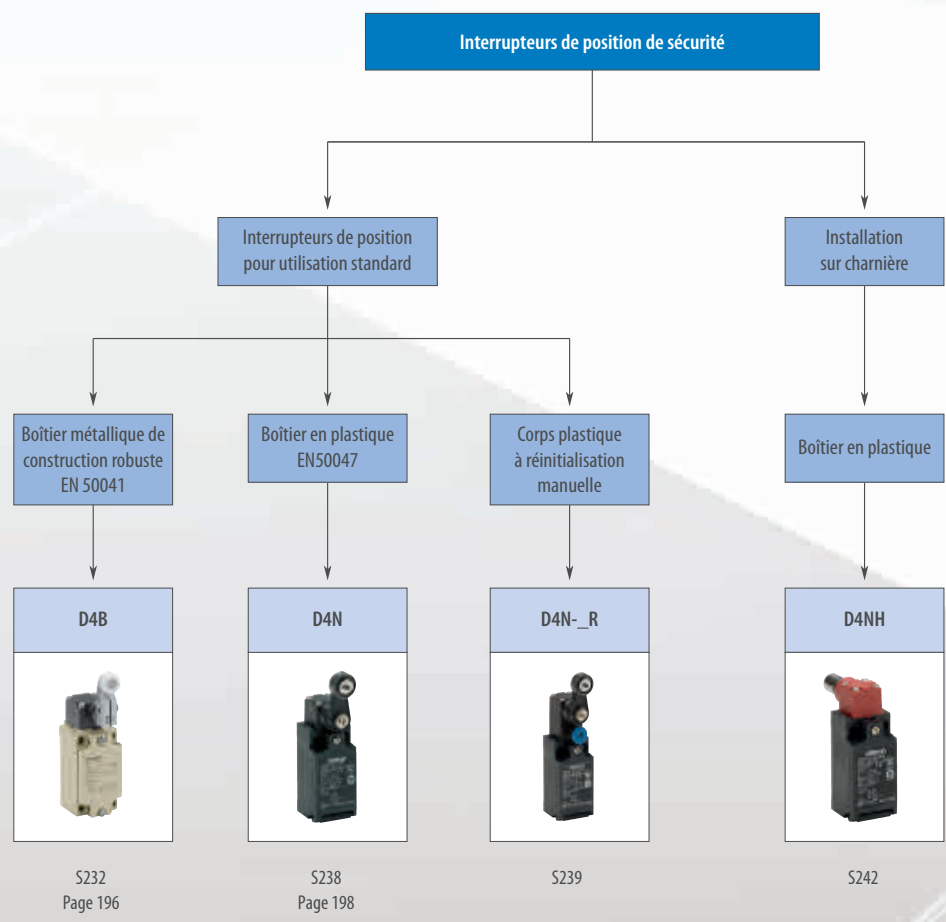 Interrupteurs de position de sécurité
Interrupteurs de position
pour utilisation standard
Installation
sur charnière
Boîtier métallique de
construction robuste
EN 50041
Boîtier en plastique
EN50047
Corps plastique
à réinitialisation
manuelle
Boîtier en plastique
D4B
D4N
D4N-_R
D4NH
S232
Page 196
S238
Page 198
S239
S242